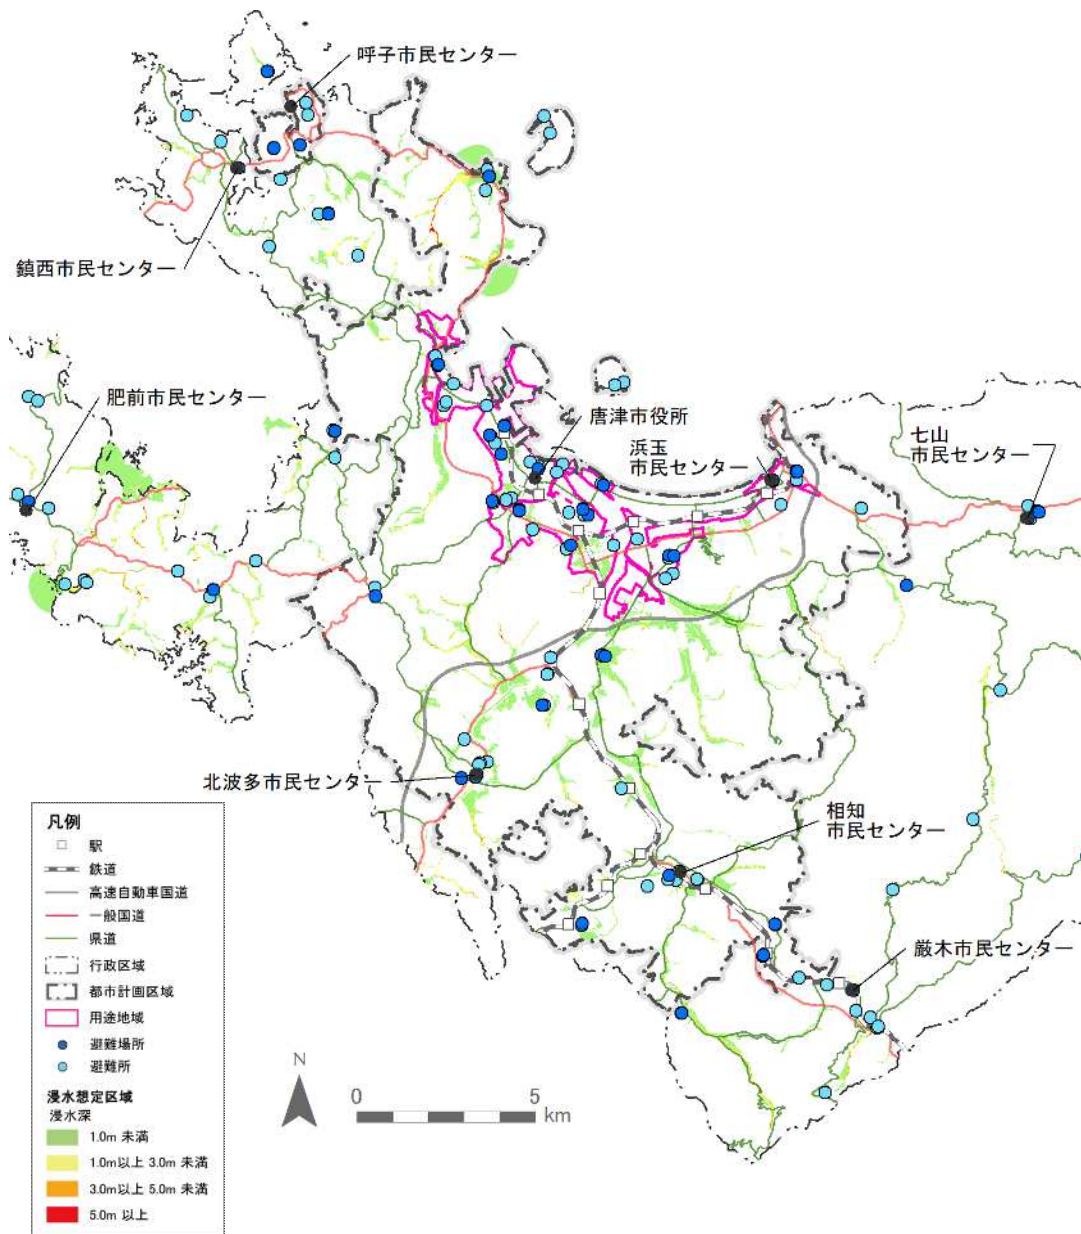 呼子市民センター
鎮西市民センター
肥前市民センター
唐津市役所
浜玉
市民センター
七山
市民センター
北波多市民センター
相知
市民センター
厳木市民センター
凡例
駅
鉄道
高速自動車国道
一般国道
県道
行政区域
都市計画区域
用途地域
避難場所
避難所
浸水想定区域
浸水深
1.0m 未満
1.0m以上 3.0m 未満
3.0m以上 5.0m 未満
5.0m 以上
N
0 5
km